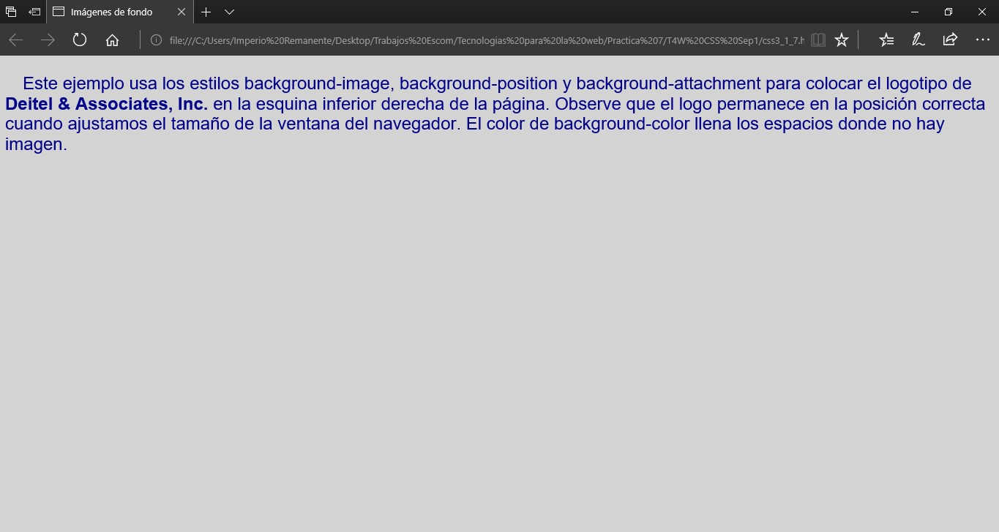 Imágenes de fondo
file:///C:/Users/Imperio%20Remanente/Desktop/Trabajos%20Escom/Tecnologias%20para%20la%20web/Practica%207/T4W%20CSS%20Sep1/css3_1_7.h
Este ejemplo usa los estilos background-image, background-position y background-attachment para colocar el logotipo de
Deitel & Associates, Inc. en la esquina inferior derecha de la página. Observe que el logo permanece en la posición correcta
cuando ajustamos el tamaño de la ventana del navegador. El color de background-color llena los espacios donde no hay
imagen.